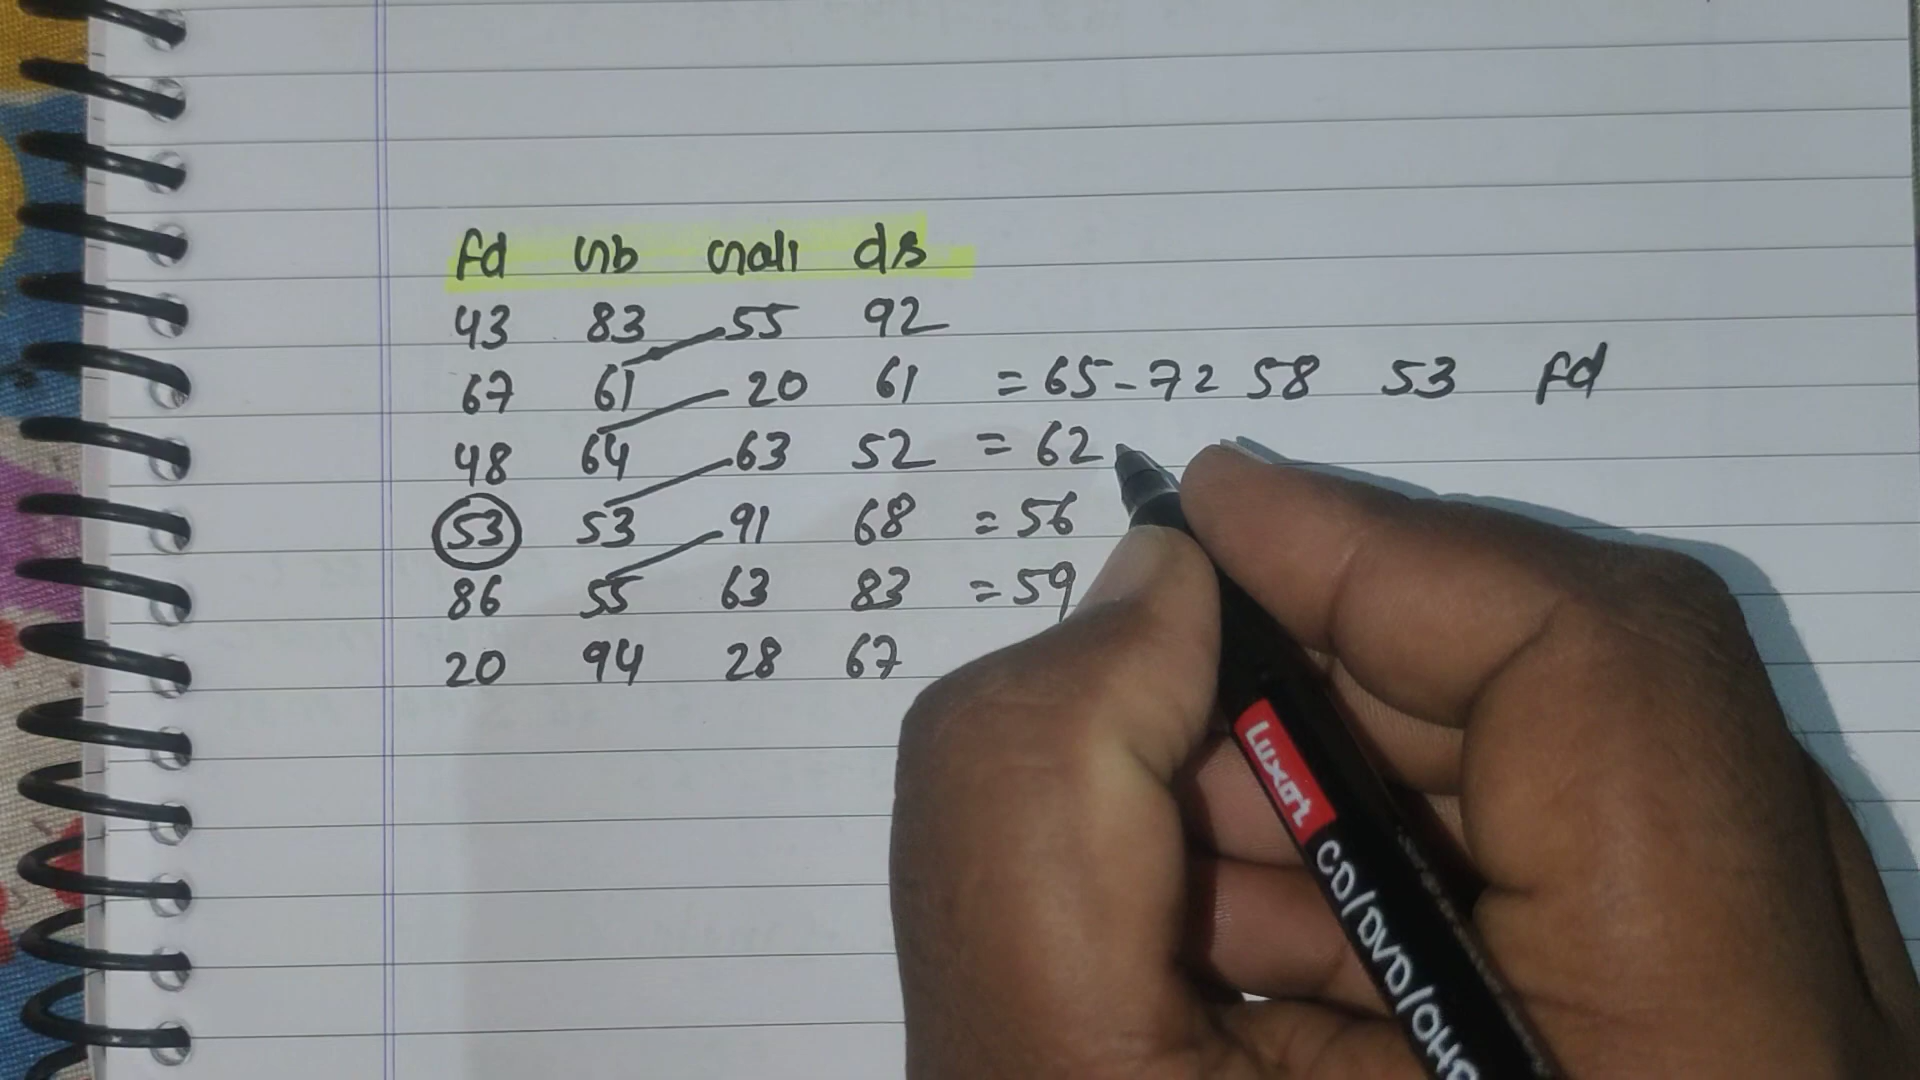 fd gb gali ds
43 83 55 92
67 61 20 61 = 65-72 58 53 fd
48 64 63 52 = 62
53 53 91 68 = 56
86 55 63 83 = 59
20 94 28 67
Luxor
CD/DVD/OHP